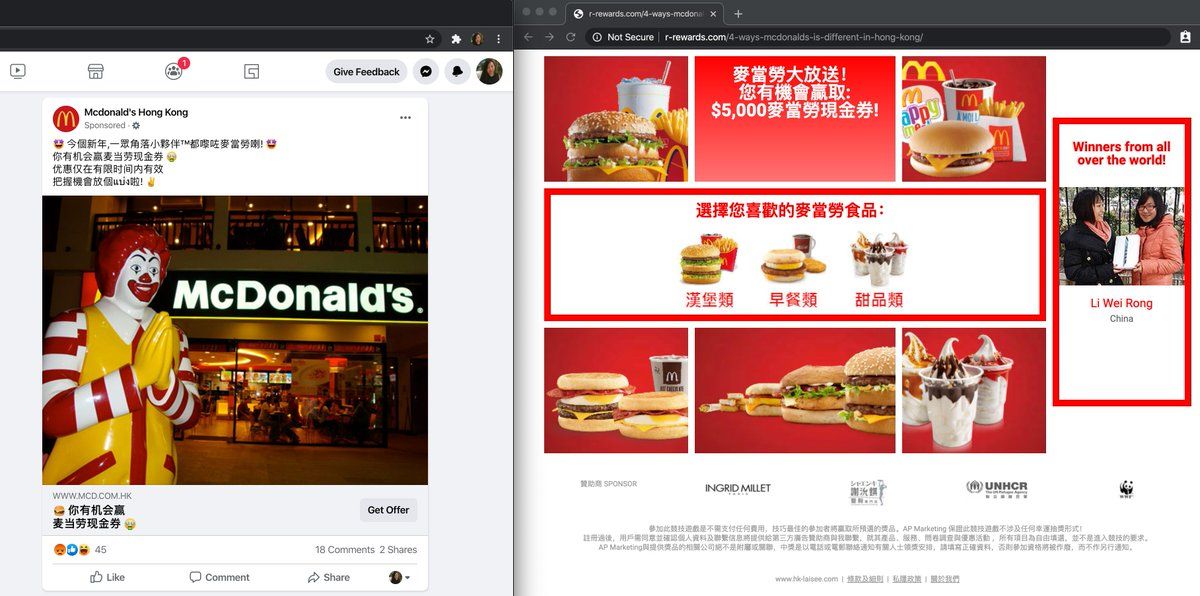 Give Feedback
1
Mcdonald's Hong Kong
Sponsored ·
今個新年,一眾角落小夥伴™都嚟咗麥當勞喇!
你有机会赢麦当劳现金券
优惠仅在有限时间内有效
把握機會放個แบ่ง啦!
McDonald's
WWW.MCD.COM.HK
你有机会赢
麦当劳现金券
Get Offer
45
18 Comments 2 Shares
Like
Comment
Share
r-rewards.com/4-ways-mcdona
Not Secure | r-rewards.com/4-ways-mcdonalds-is-different-in-hong-kong/
麥當勞大放送!
您有機會贏取:
$5,000麥當勞現金券!
選擇您喜歡的麥當勞食品:
漢堡類
早餐類
甜品類
Winners from all
over the world!
Li Wei Rong
China
贊助商 SPONSOR
INGRID MILLET
PARIS
UNHCR
The UN Refugee Agency
WWF
參加此競技遊戲是不需支付任何費用，技巧最佳的參加者將贏取所預選的獎品。AP Marketing 保證此競技遊戲不涉及任何幸運抽獎形式!
註冊過後，用戶需同意並確認個人資料及聯繫信息將提供給第三方廣告贊助商與我聯繫，就其產品、服務、問卷調查與優惠活動，所有項目為自由填選，並不是進入競技的要求。
AP Marketing與提供獎品的相關公司絕不是附屬或關聯，中獎是以電話或電郵聯絡通知有關人士領獎安排，請填寫正確資料，否則參加資格將被作廢，而不作另行通知。
www.hk-laisee.com | 條款及細則 | 私隱政策 | 關於我們